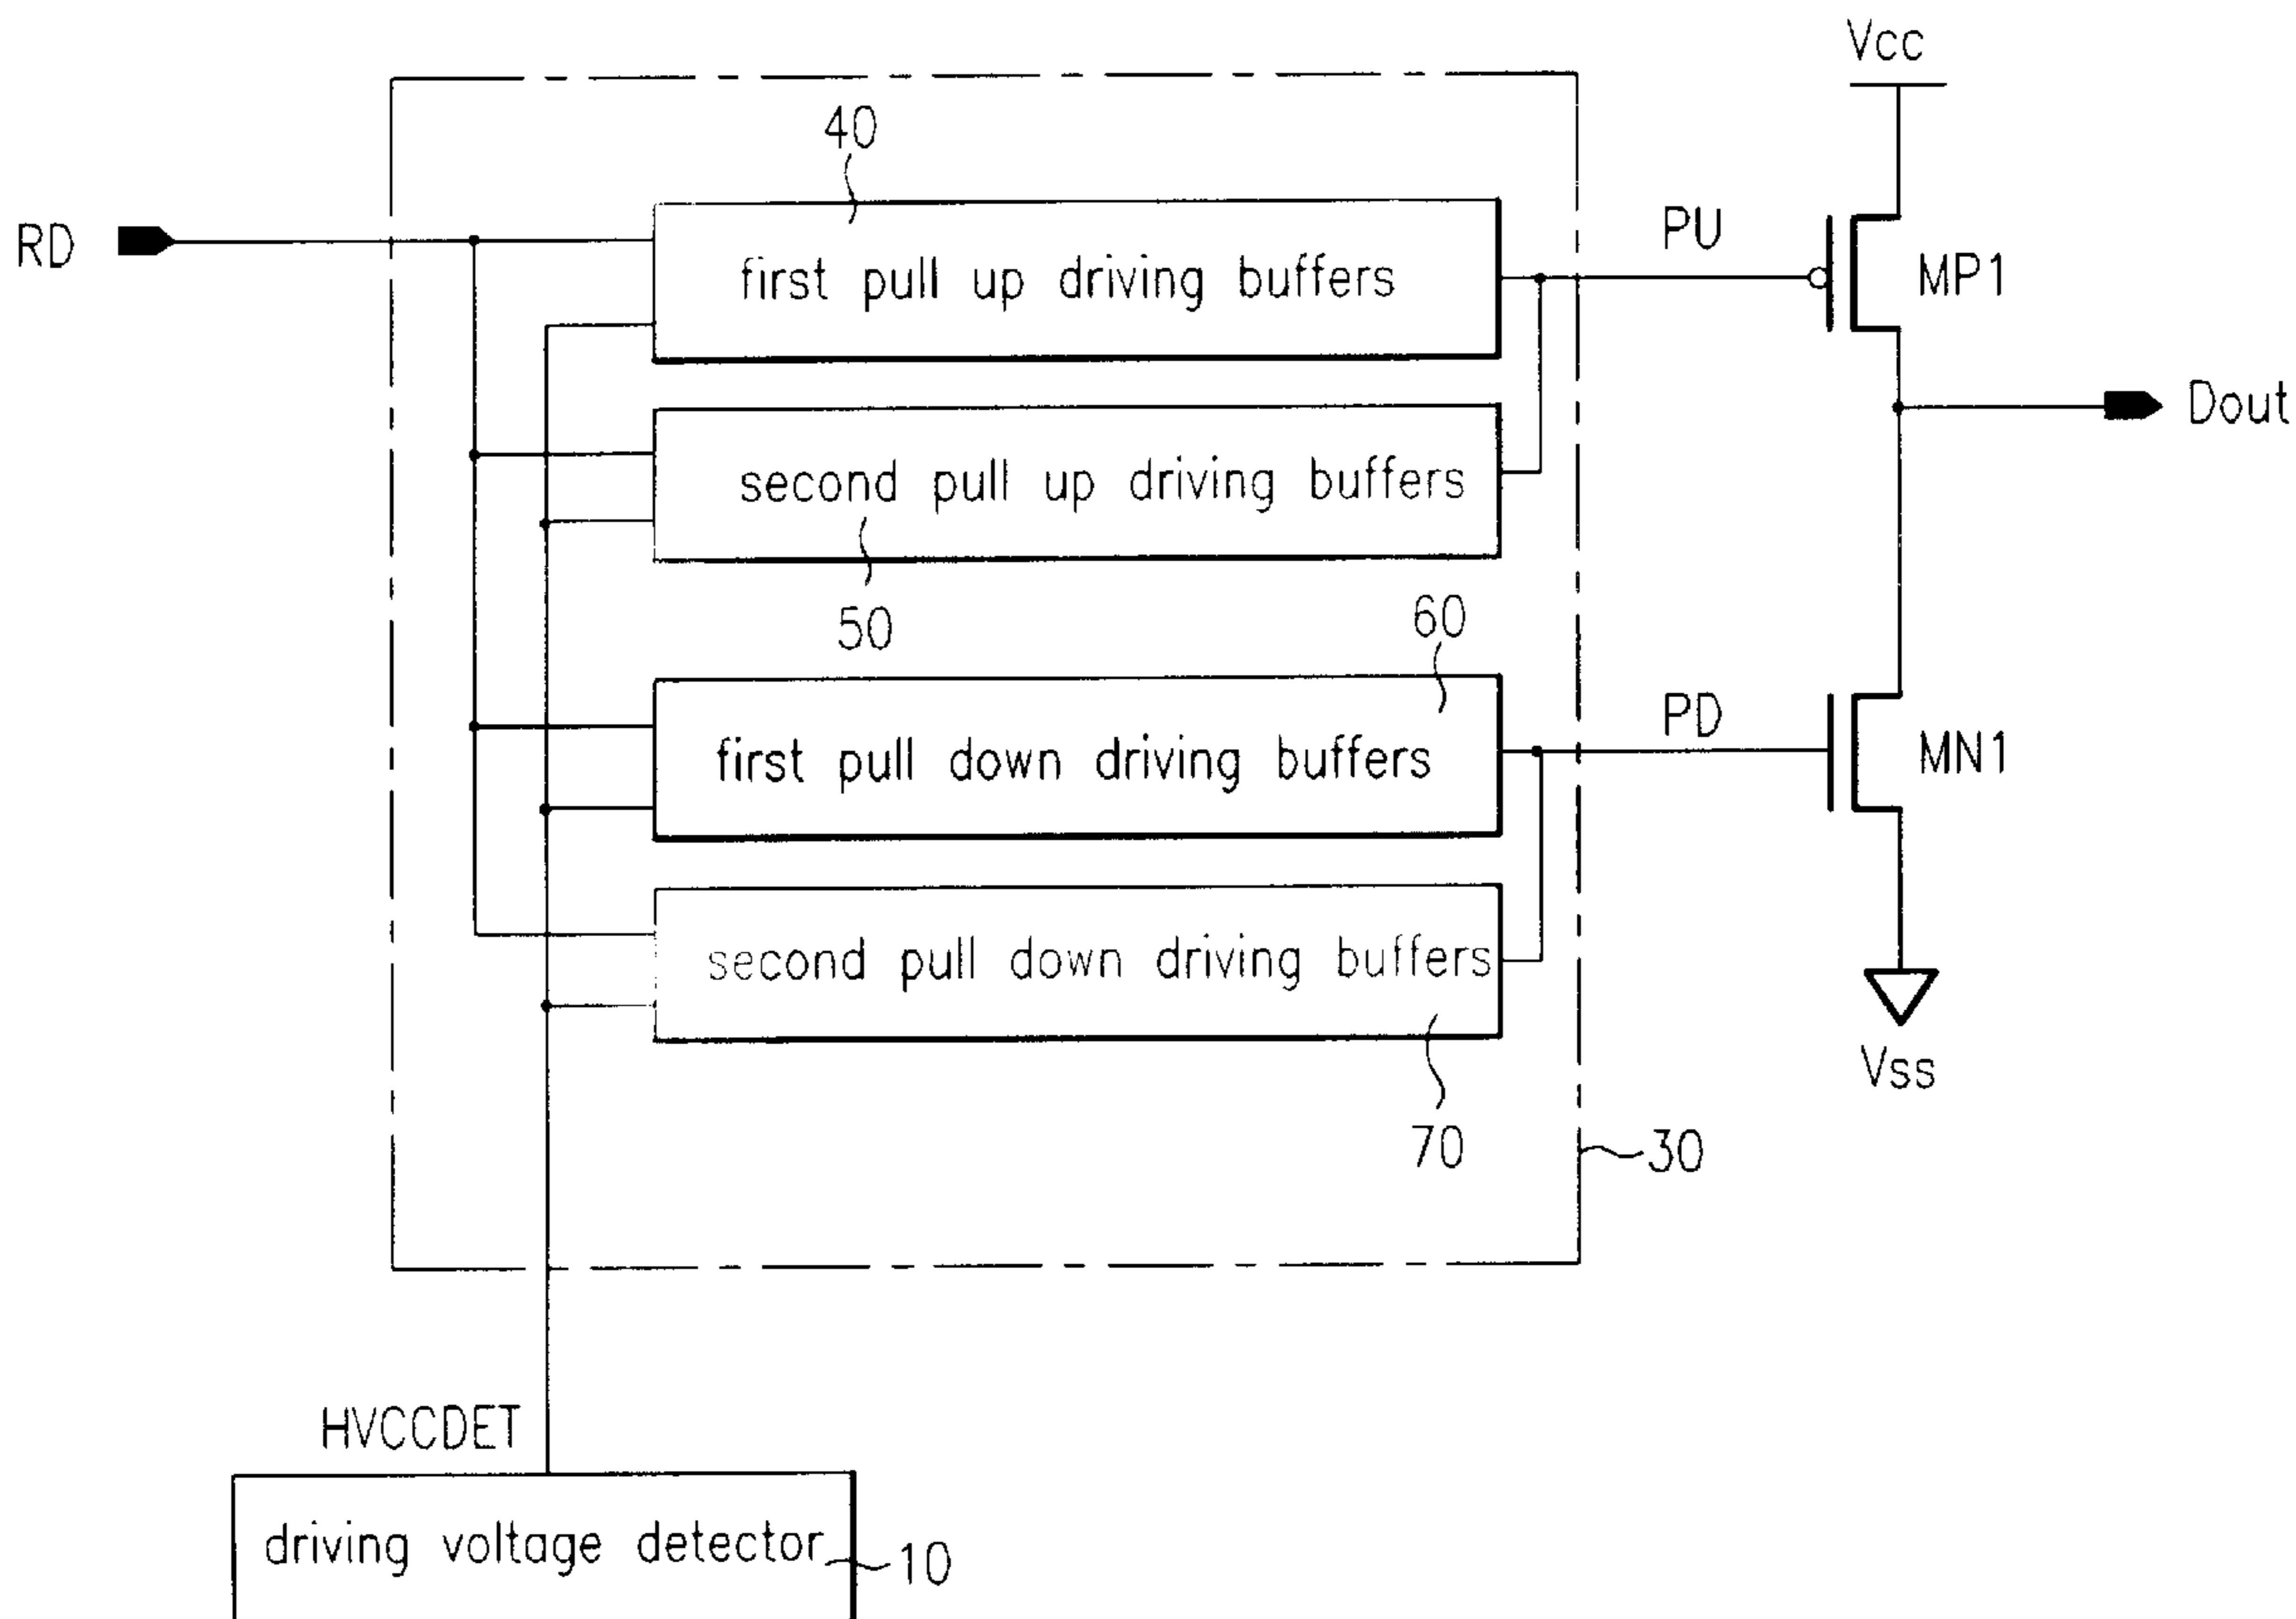 Vcc
40
RD
PU
first pull up driving buffers
MP1
Dout
second pull up driving buffers
50
60
PD
first pull down driving buffers
MN1
second pull down driving buffers
Vss
70
30
HVCCDET
driving voltage detector
10